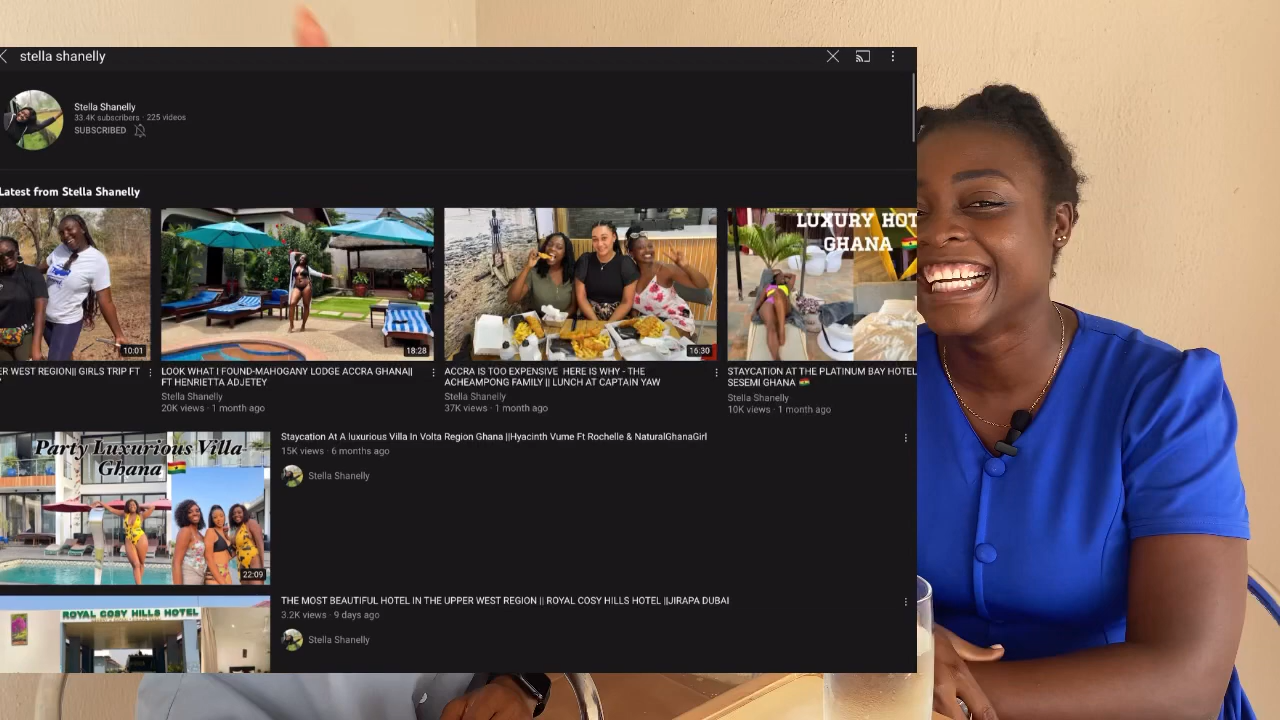 stella shanelly
Stella Shanelly
33.4K subscribers · 225 videos
SUBSCRIBED
Latest from Stella Shanelly
10:01
18:28
16:30
LUXURY HOT
GHANA
ER WEST REGION|| GIRLS TRIP FT
LOOK WHAT I FOUND-MAHOGANY LODGE ACCRA GHANA||
FT HENRIETTA ADJETEY
Stella Shanelly
20K views · 1 month ago
ACCRA IS TOO EXPENSIVE HERE IS WHY - THE
ACHEAMPONG FAMILY || LUNCH AT CAPTAIN YAW
Stella Shanelly
37K views · 1 month ago
STAYCATION AT THE PLATINUM BAY HOTEL
SESEMI GHANA 🇬🇭
Stella Shanelly
10K views · 1 month ago
Party Luxurious Villa
Ghana
22:09
Staycation At A luxurious Villa In Volta Region Ghana ||Hyacinth Vume Ft Rochelle & NaturalGhanaGirl
15K views · 6 months ago
Stella Shanelly
ROYAL COSY HILLS HOTEL
THE MOST BEAUTIFUL HOTEL IN THE UPPER WEST REGION || ROYAL COSY HILLS HOTEL ||JIRAPA DUBAI
3.2K views · 9 days ago
Stella Shanelly